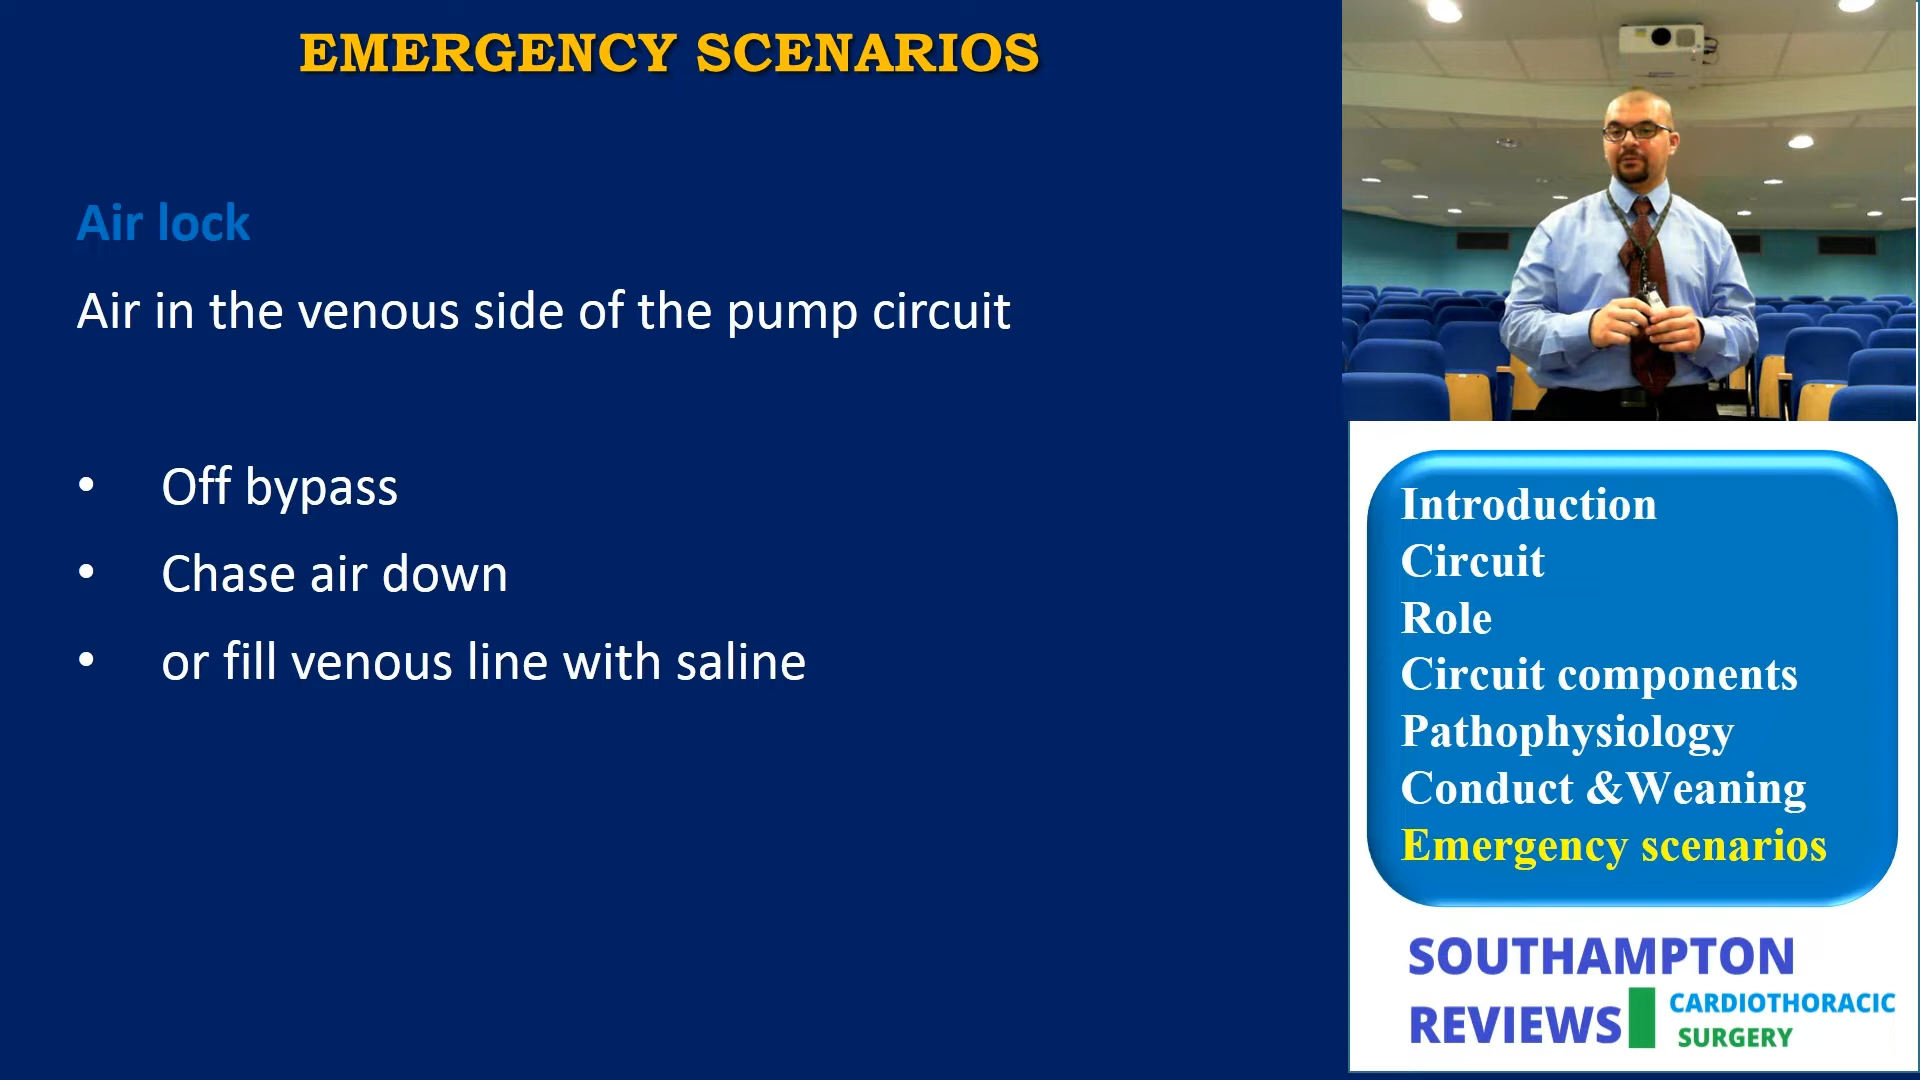 EMERGENCY SCENARIOS
Air lock
Air in the venous side of the pump circuit
• Off bypass
• Chase air down
• or fill venous line with saline
Introduction
Circuit
Role
Circuit components
Pathophysiology
Conduct &Weaning
Emergency scenarios
SOUTHAMPTON
REVIEWS
CARDIOTHORACIC
SURGERY